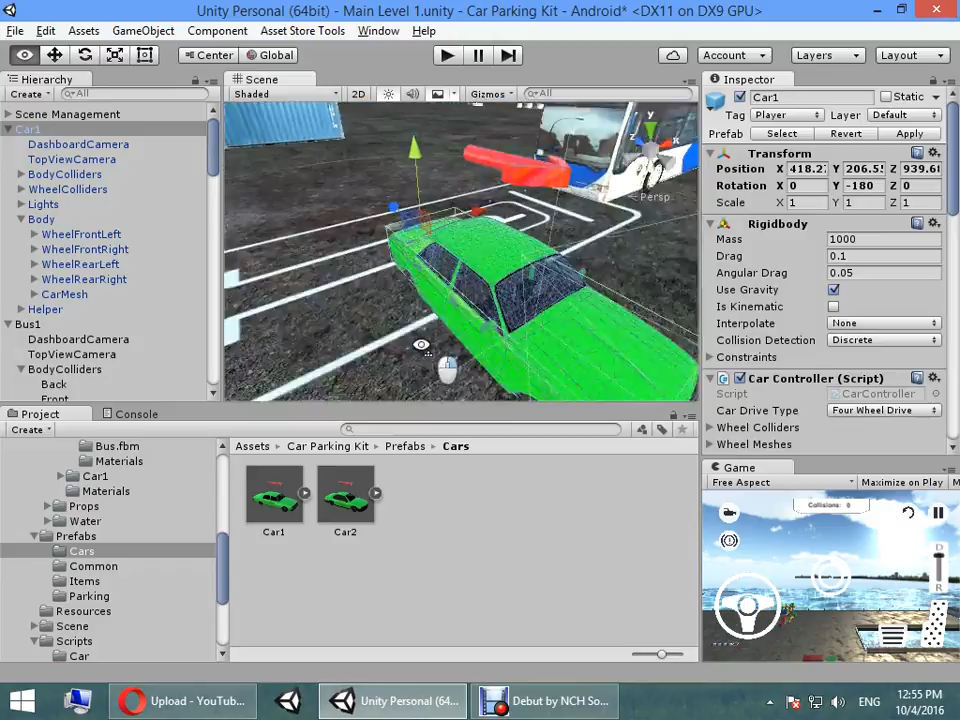 Unity Personal (64bit) - Main Level 1.unity - Car Parking Kit - Android* <DX11 on DX9 GPU>
File Edit Assets GameObject Component Asset Store Tools Window Help
Center Global Account Layers Layout
Hierarchy
Create All
Scene Management
Car1
DashboardCamera
TopViewCamera
BodyColliders
WheelColliders
Lights
Body
WheelFrontLeft
WheelFrontRight
WheelRearLeft
WheelRearRight
CarMesh
Helper
Bus1
DashboardCamera
TopViewCamera
BodyColliders
Back
Front
Scene
Shaded 2D Gizmos All
y
x
z
Persp
Inspector
Car1 Static
Tag Player Layer Default
Prefab Select Revert Apply
Transform
Position X 418.27 Y 206.55 Z 939.68
Rotation X 0 Y -180 Z 0
Scale X 1 Y 1 Z 1
Rigidbody
Mass 1000
Drag 0.1
Angular Drag 0.05
Use Gravity
Is Kinematic
Interpolate None
Collision Detection Discrete
Constraints
Car Controller (Script)
Script CarController
Car Drive Type Four Wheel Drive
Wheel Colliders
Wheel Meshes
Project Console
Create
Bus.fbm
Materials
Car1
Materials
Props
Water
Prefabs
Cars
Common
Items
Parking
Resources
Scene
Scripts
Car
Assets Car Parking Kit Prefabs Cars
Car1 Car2
Game
Free Aspect Maximize on Play M
Collisions: 0
D
R
Upload - YouTub...
Unity Personal (64...
Debut by NCH So...
ENG
12:55 PM
10/4/2016